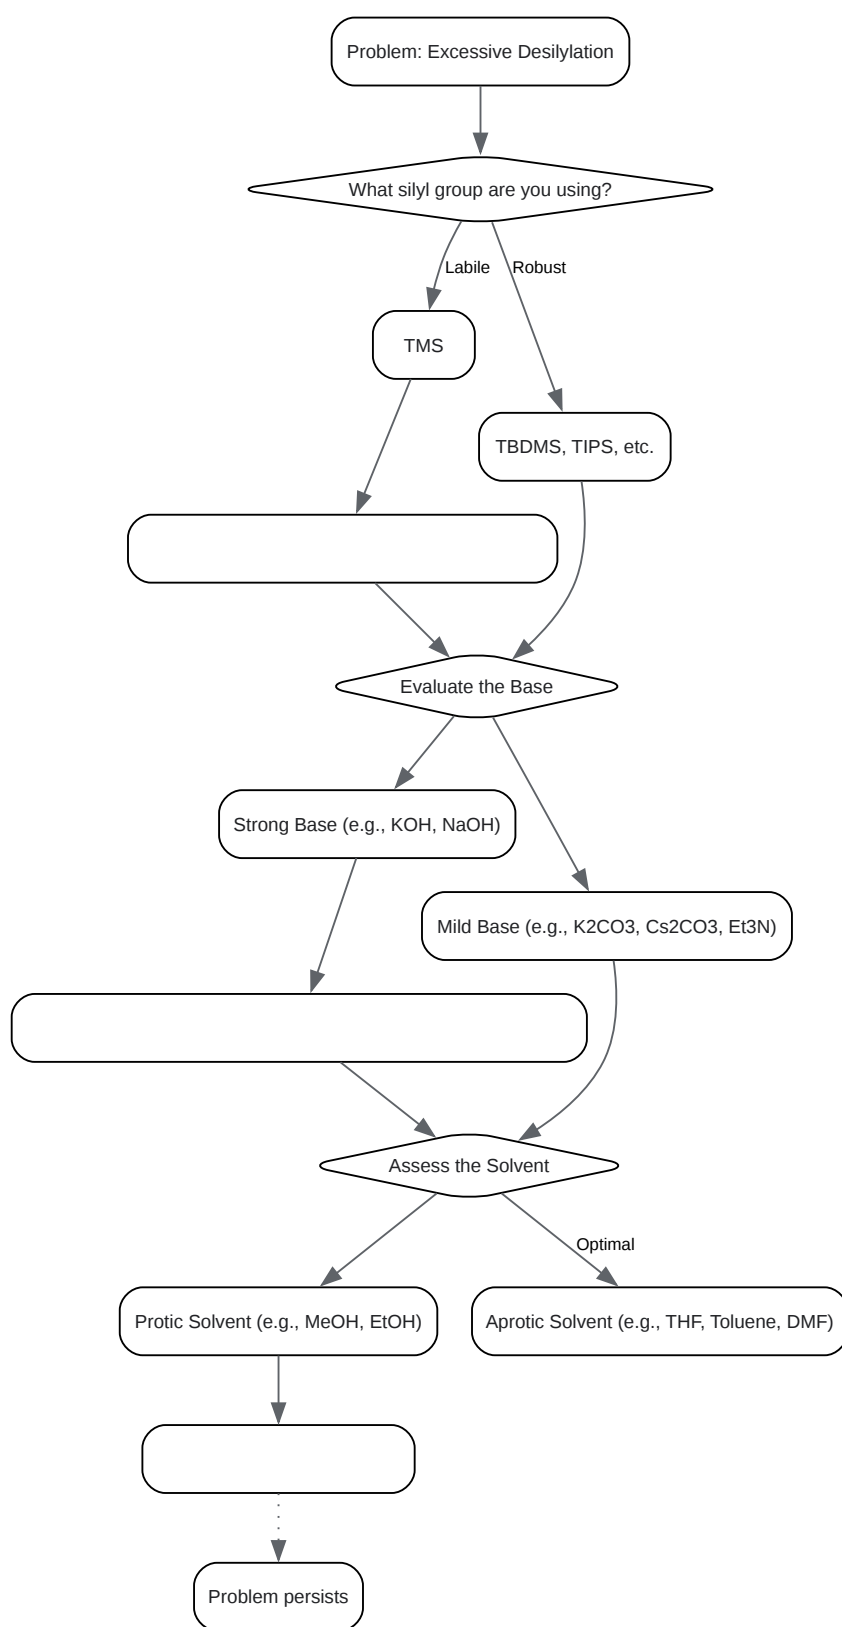 Problem: Excessive Desilylation
What silyl group are you using?
Labile
Robust
TMS
TBDMS, TIPS, etc.
Evaluate the Base
Strong Base (e.g., KOH, NaOH)
Mild Base (e.g., K2CO3, Cs2CO3, Et3N)
Assess the Solvent
Optimal
Protic Solvent (e.g., MeOH, EtOH)
Aprotic Solvent (e.g., THF, Toluene, DMF)
Problem persists